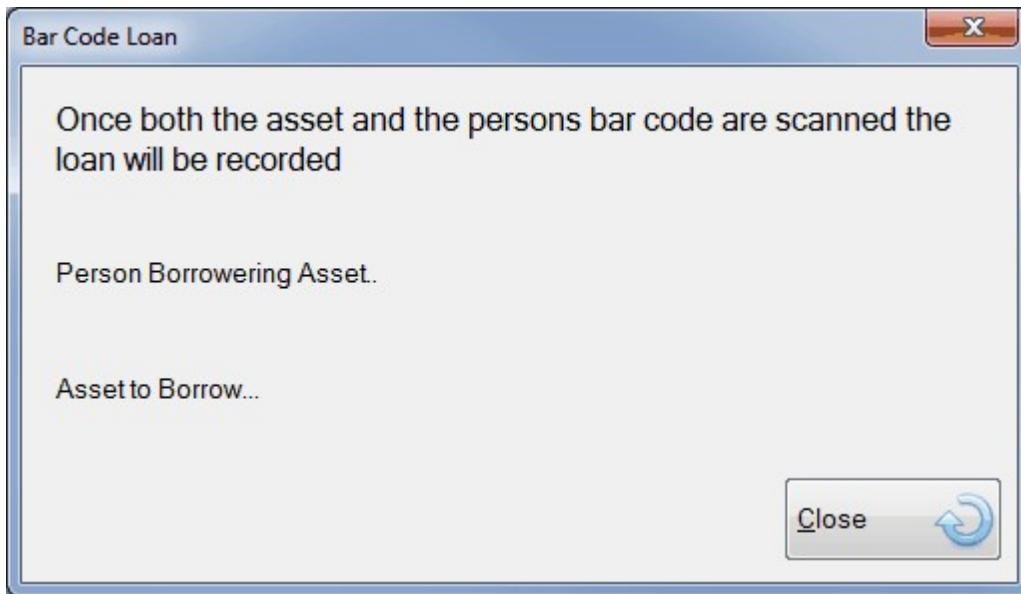 Bar Code Loan
Once both the asset and the persons bar code are scanned the
loan will be recorded
Person Borrowering Asset..
Asset to Borrow...
Close